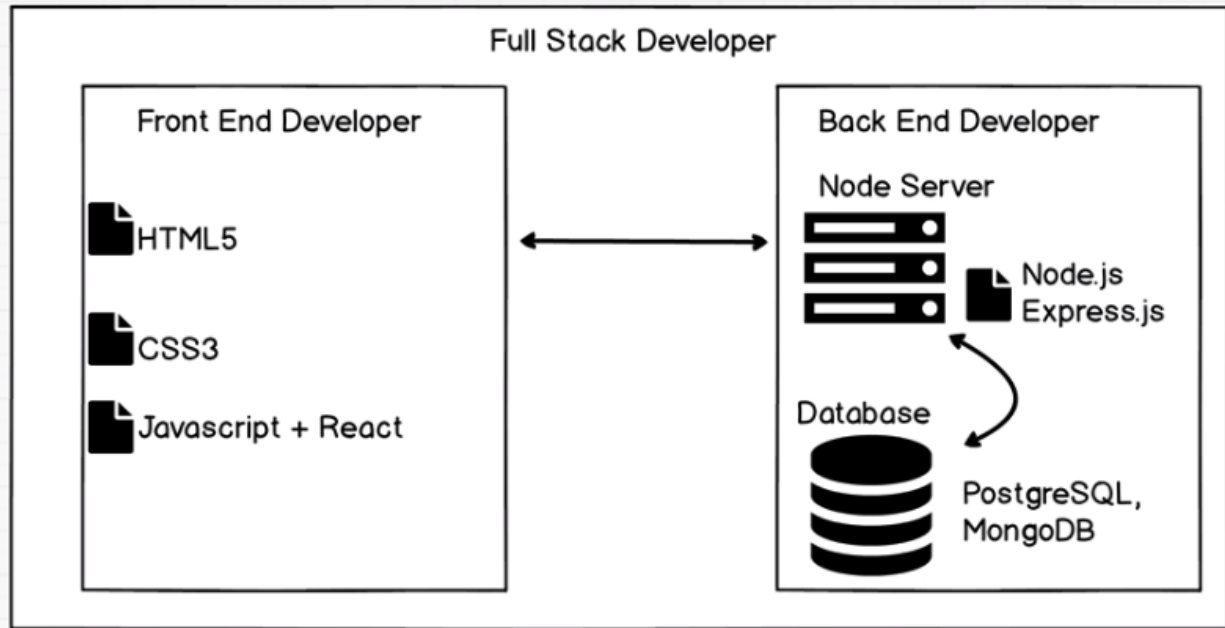 Full Stack Developer
Front End Developer
HTML5
CSS3
Javascript + React
Back End Developer
Node Server
Node.js
Express.js
Database
PostgreSQL,
MongoDB